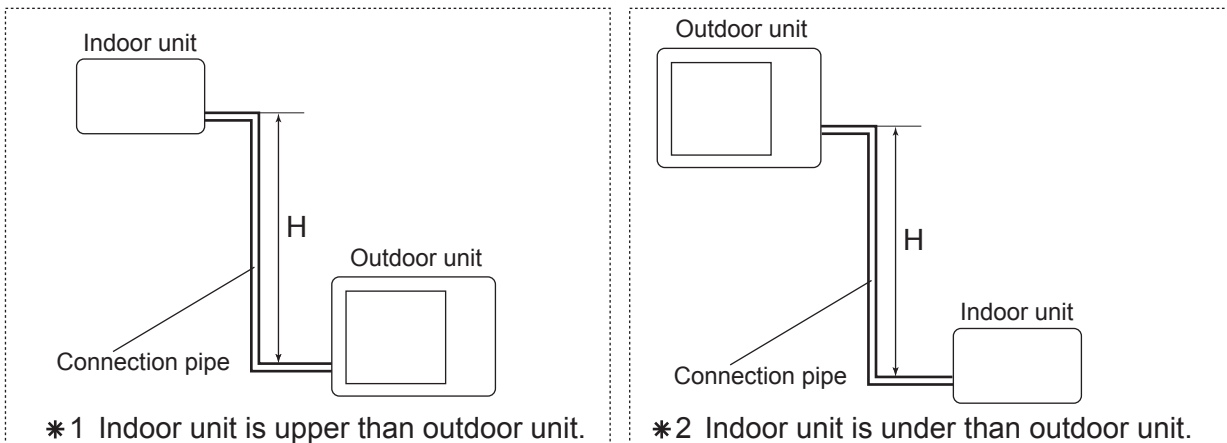 Indoor unit
H
Outdoor unit
Connection pipe
*1 Indoor unit is upper than outdoor unit.
Outdoor unit
H
Indoor unit
Connection pipe
*2 Indoor unit is under than outdoor unit.